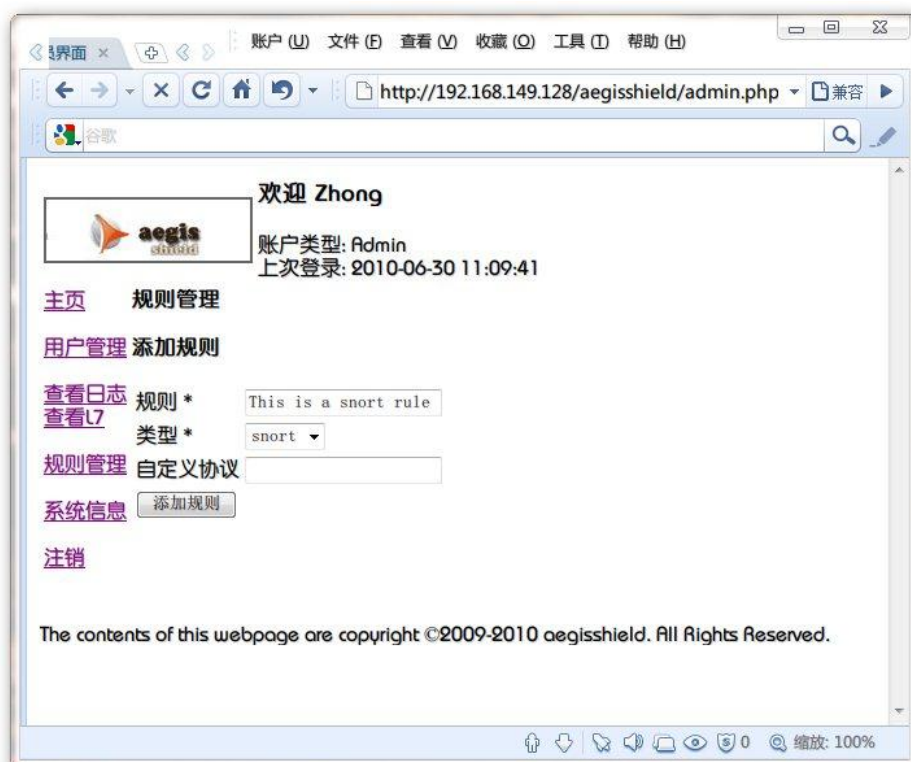 账户 (U) 文件 (F) 查看 (V) 收藏 (O) 工具 (T) 帮助 (H)
员界面
http://192.168.149.128/aegisshield/admin.php 兼容
谷歌
aegis
shield
欢迎 Zhong
账户类型: Admin
上次登录: 2010-06-30 11:09:41
主页
用户管理
查看日志
查看L7
规则管理
系统信息
注销
规则管理
添加规则
规则 * This is a snort rule
类型 * snort
自定义协议
添加规则
The contents of this webpage are copyright ©2009-2010 aegisshield. All Rights Reserved.
0 缩放: 100%